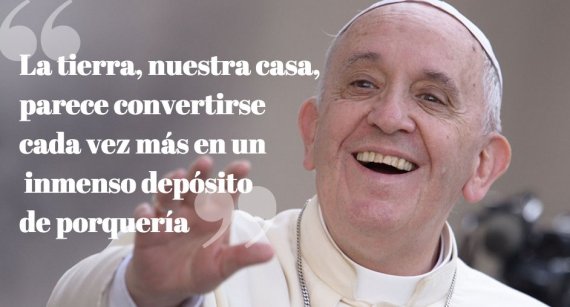 La tierra, nuestra casa,
parece convertirse
cada vez más en un
inmenso depósito
de porquería